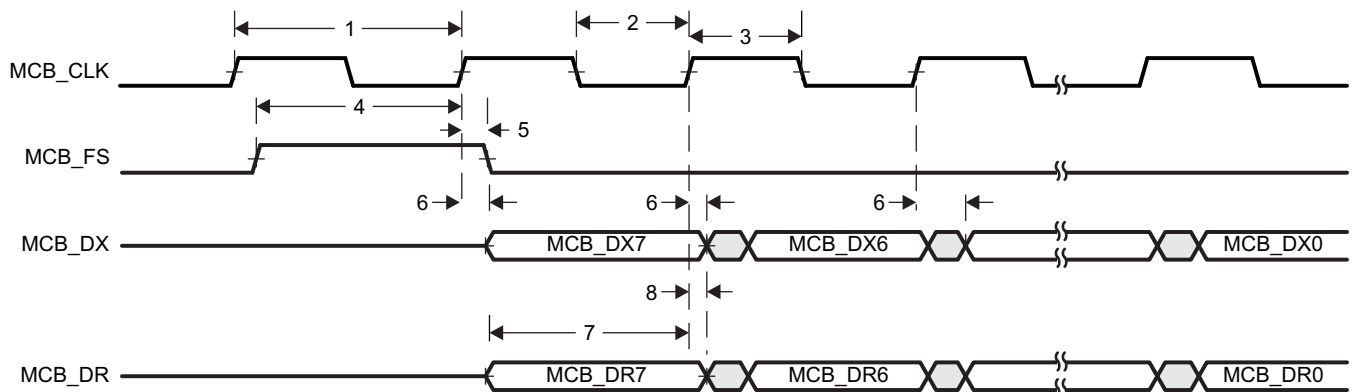 1
2
3
MCB_CLK
4
5
MCB_FS
6
6
6
MCB_DX
MCB_DX7
MCB_DX6
MCB_DX0
8
7
MCB_DR
MCB_DR7
MCB_DR6
MCB_DR0